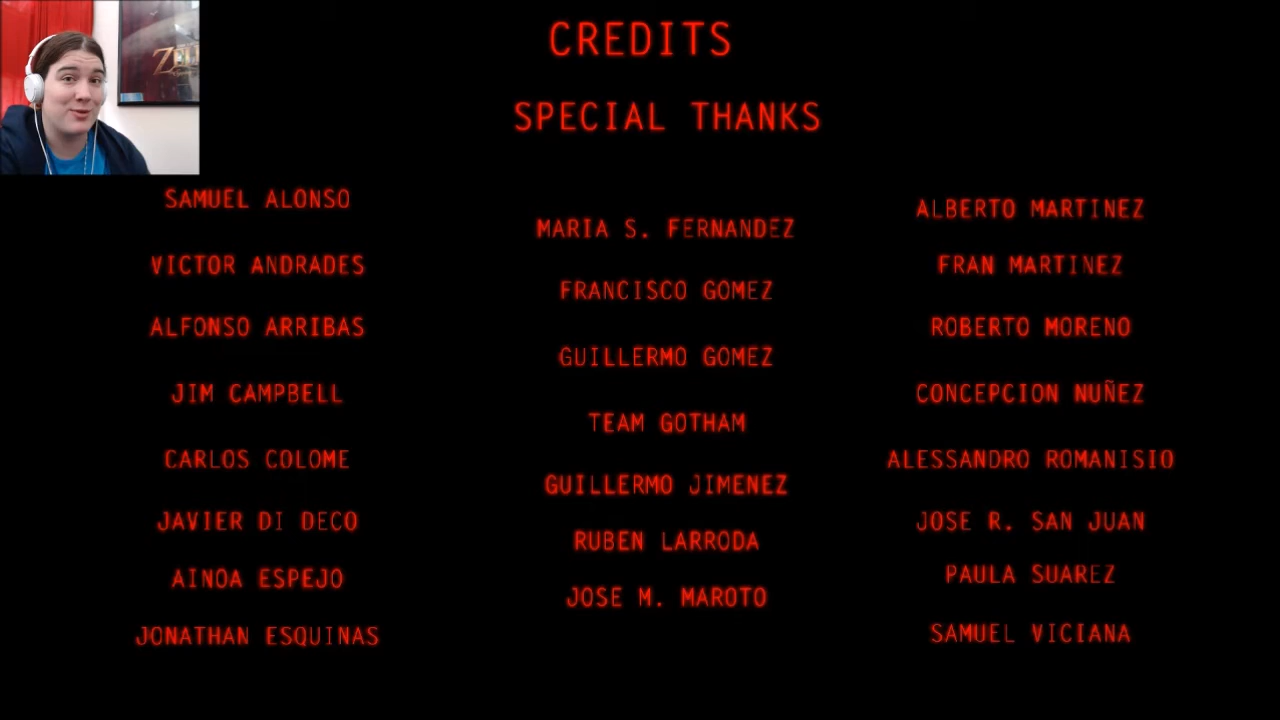 CREDITS
SPECIAL THANKS
SAMUEL ALONSO
VICTOR ANDRADES
ALFONSO ARRIBAS
JIM CAMPBELL
CARLOS COLOME
JAVIER DI DECO
AINOA ESPEJO
JONATHAN ESQUINAS
MARIA S. FERNANDEZ
FRANCISCO GOMEZ
GUILLERMO GOMEZ
TEAM GOTHAM
GUILLERMO JIMENEZ
RUBEN LARRODA
JOSE M. MAROTO
ALBERTO MARTINEZ
FRAN MARTINEZ
ROBERTO MORENO
CONCEPCION NUÑEZ
ALESSANDRO ROMANISIO
JOSE R. SAN JUAN
PAULA SUAREZ
SAMUEL VICIANA